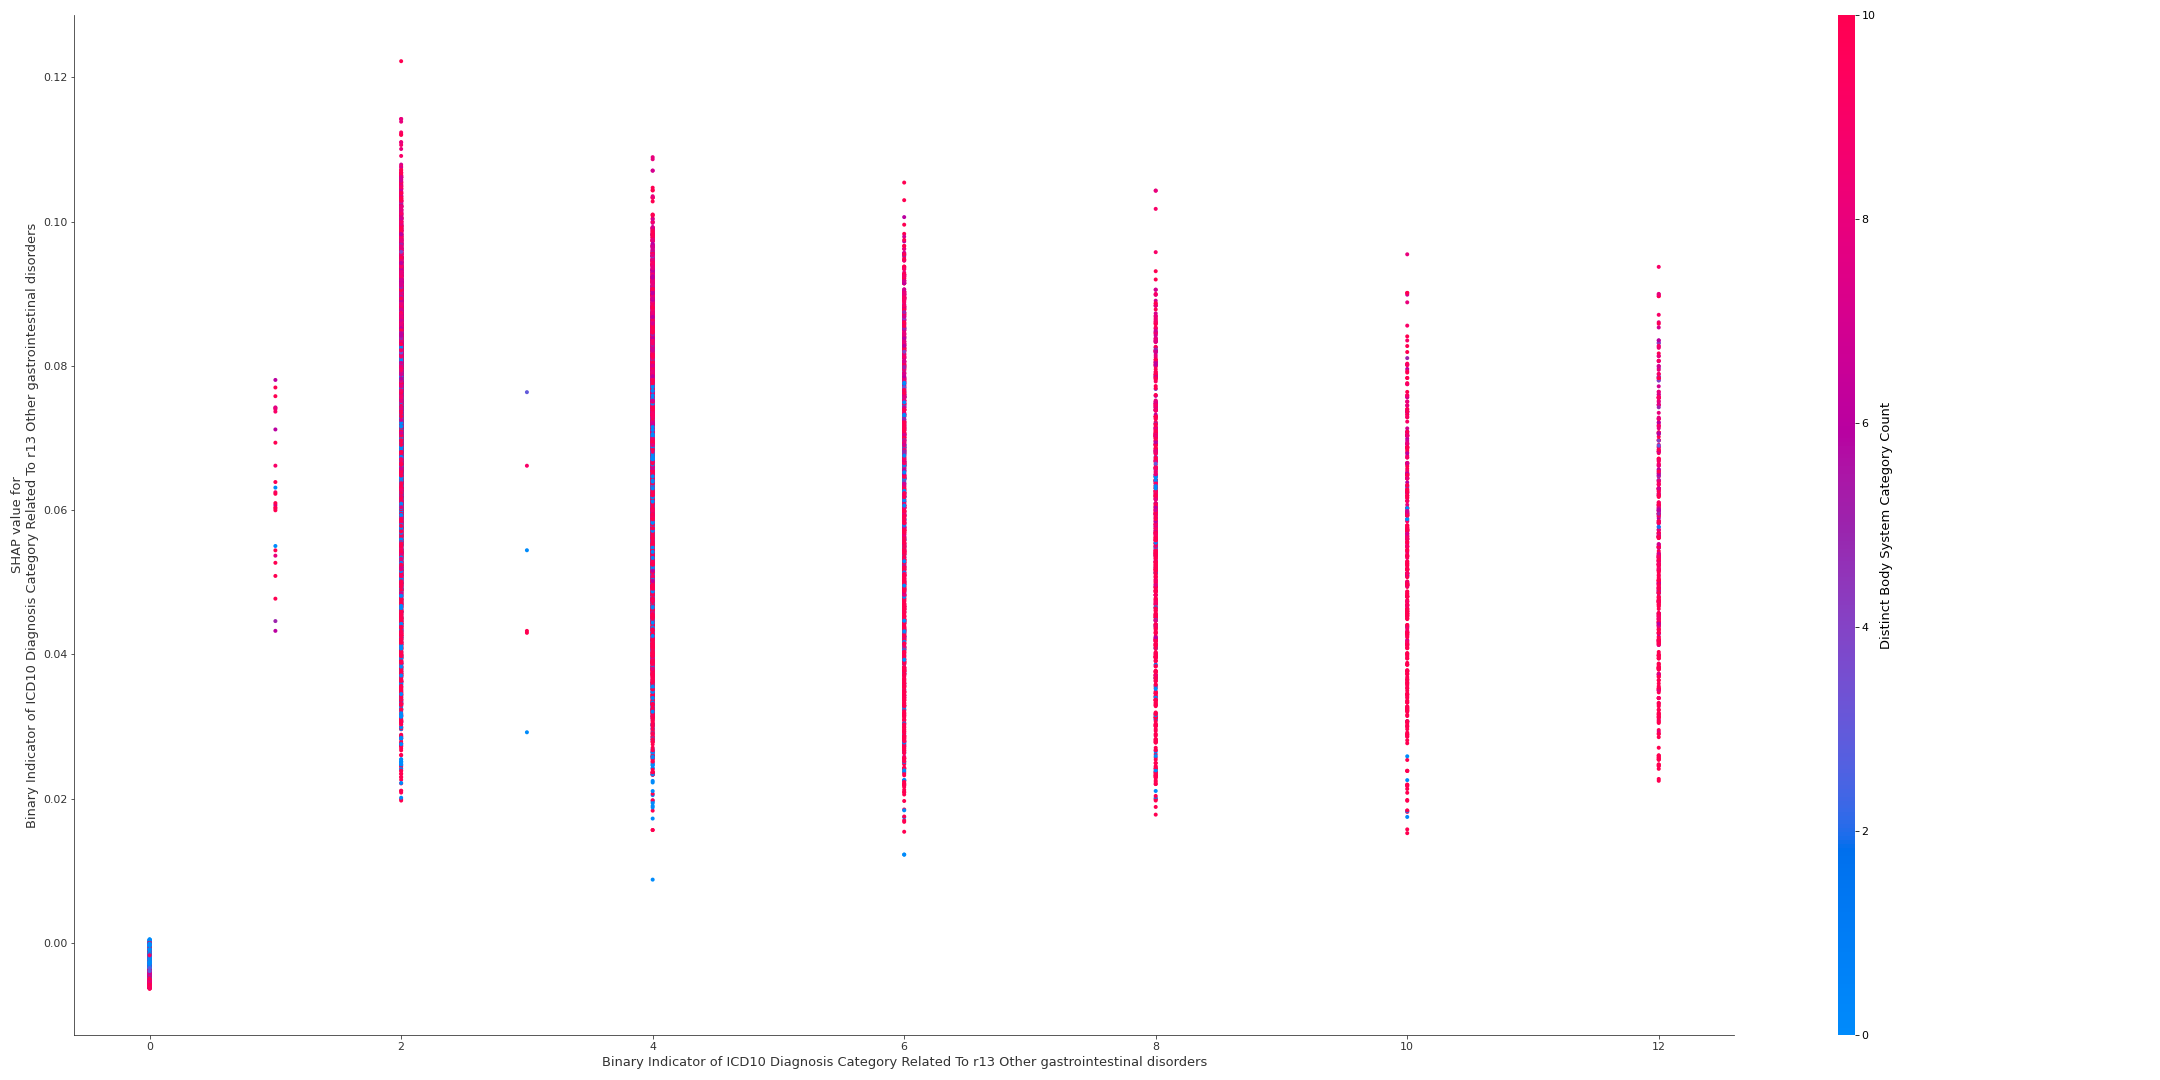 SHAP value for
Binary Indicator of ICD10 Diagnosis Category Related To r13 Other gastrointestinal disorders
0.12
0.10
0.08
0.06
0.04
0.02
0.00
0 2 4 6 8 10 12
Binary Indicator of ICD10 Diagnosis Category Related To r13 Other gastrointestinal disorders
10
8
6
4
2
0
Distinct Body System Category Count